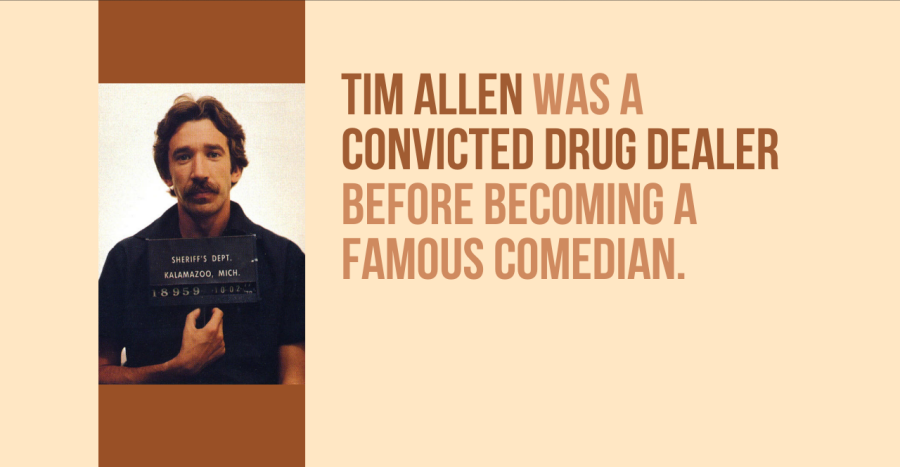 TIM ALLEN WAS A
CONVICTED DRUG DEALER
BEFORE BECOMING A
FAMOUS COMEDIAN.
SHERIFF'S DEPT.
KALAMAZOO, MICH.
18959